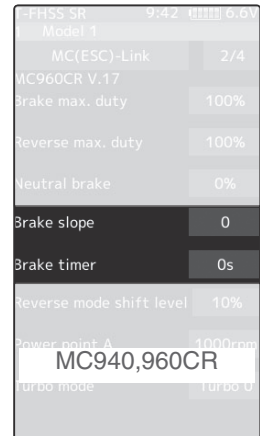 T-FHSS SR 9:42 6.6V
1 Model 1
MC(ESC)-Link 2/4
MC960CR V.17
Brake max. duty 100%
Reverse max. duty 100%
Neutral brake 0%
Brake slope 0
Brake timer 0s
Reverse mode shift level 10%
Power point A 1000rpm
MC940,960CR
Turbo mode Turbo 0